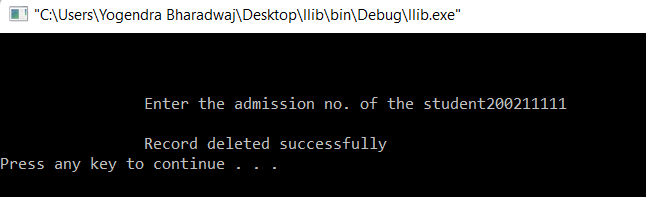 "C:\Users\Yogendra Bharadwaj\Desktop\llib\bin\Debug\llib.exe"
Enter the admission no. of the student200211111
Record deleted successfully
Press any key to continue . . .